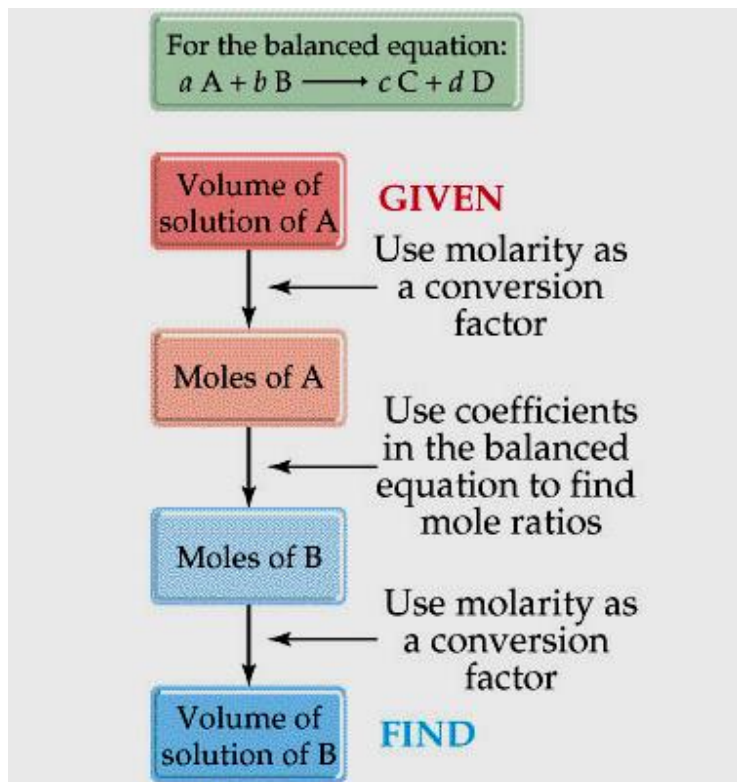 For the balanced equation:
a A + b B ⟶ c C + d D
Volume of
solution of A
GIVEN
Use molarity as
a conversion
factor
Moles of A
Use coefficients
in the balanced
equation to find
mole ratios
Moles of B
Use molarity as
a conversion
factor
Volume of
solution of B
FIND